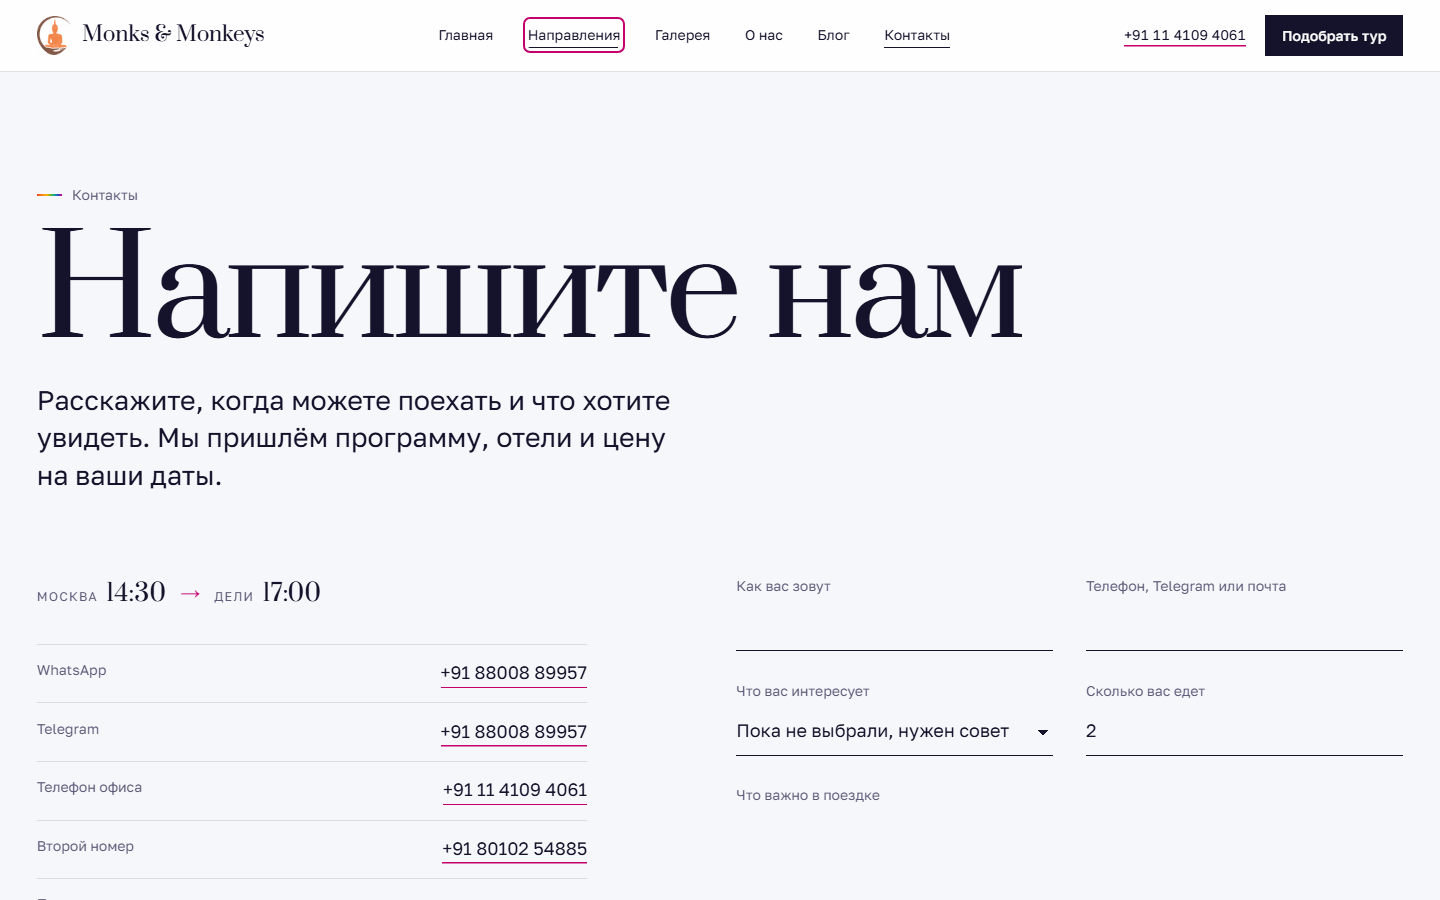 Monks & Monkeys
Главная
Направления
Галерея
О нас
Блог
Контакты
+91 11 4109 4061
Подобрать тур
Контакты
Напишите нам
Расскажите, когда можете поехать и что хотите
увидеть. Мы пришлём программу, отели и цену
на ваши даты.
МОСКВА 14:30 → ДЕЛИ 17:00
WhatsApp +91 88008 89957
Telegram +91 88008 89957
Телефон офиса +91 11 4109 4061
Второй номер +91 80102 54885
Как вас зовут
Телефон, Telegram или почта
Что вас интересует
Пока не выбрали, нужен совет
Сколько вас едет
2
Что важно в поездке